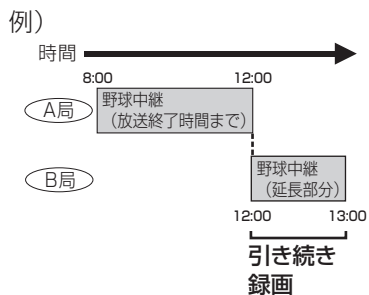 例）
時間
8:00 12:00
A局
野球中継
（放送終了時間まで）
B局
野球中継
（延長部分）
12:00 13:00
引き続き
録画